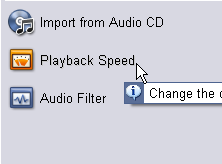 Import from Audio CD
Playback Speed
Audio Filter
Change the